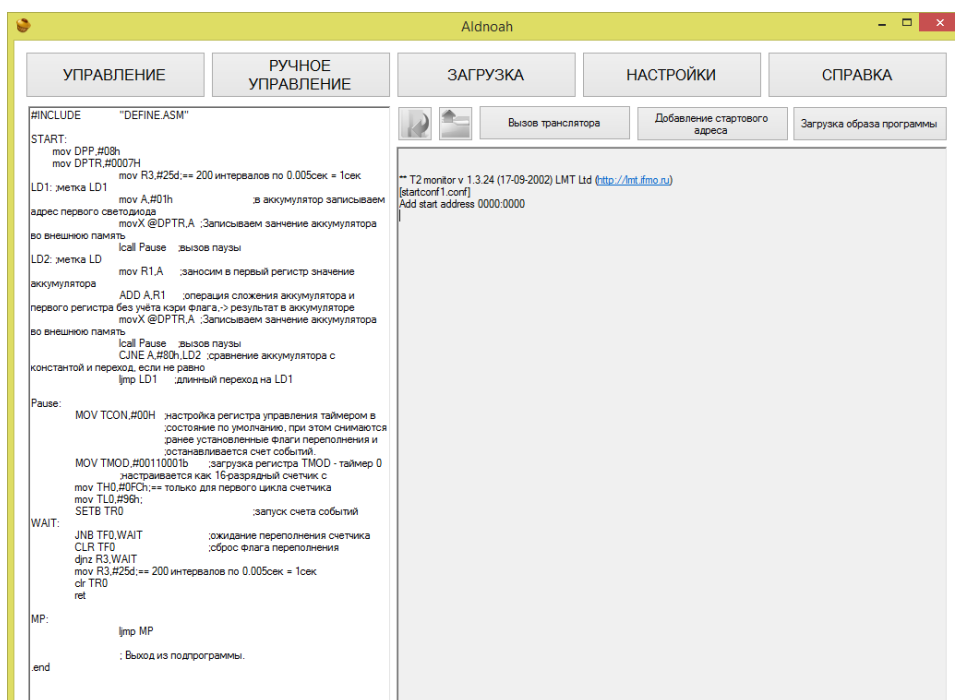 Aldnoah
УПРАВЛЕНИЕ
РУЧНОЕ
УПРАВЛЕНИЕ
ЗАГРУЗКА
НАСТРОЙКИ
СПРАВКА
#INCLUDE "DEFINE.ASM"
START:
mov DPP,#08h
mov DPTR,#0007H
mov R3,#25d;== 200 интервалов по 0.005сек = 1сек
LD1: ;метка LD1
mov A,#01h ;в аккумулятор записываем
адрес первого светодиода
movX @DPTR,A ;Записываем занчение аккумулятора
во внешнюю память
lcall Pause ;вызов паузы
LD2: ;метка LD
mov R1,A ;заносим в первый регистр значение
аккумулятора
ADD A,R1 ;операция сложения аккумулятора и
первого регистра без учёта кэри флага,-> результат в аккумуляторе
movX @DPTR,A ;Записываем занчение аккумулятора
во внешнюю память
lcall Pause ;вызов паузы
CJNE A,#80h,LD2 ;сравнение аккумулятора с
константой и переход, если не равно
ljmp LD1 ;длинный переход на LD1
Pause:
MOV TCON,#00H ;настройка регистра управления таймером в
;состояние по умолчанию, при этом снимаются
;ранее установленные флаги переполнения и
;останавливается счет событий.
MOV TMOD,#00110001b ;загрузка регистра TMOD - таймер 0
;настраивается как 16-разрядный счетчик с
mov TH0,#0FCh;== только для первого цикла счетчика
mov TL0,#96h;
SETB TR0 ;запуск счета событий
WAIT:
JNB TF0,WAIT ;ожидание переполнения счетчика
CLR TF0 ;сброс флага переполнения
djnz R3,WAIT
mov R3,#25d;== 200 интервалов по 0.005сек = 1сек
clr TR0
ret
MP:
ljmp MP
; Выход из подпрограммы.
.end
Вызов транслятора
Добавление стартового
адреса
Загрузка образа программы
** T2 monitor v 1.3.24 (17-09-2002) LMT Ltd (http://lmt.ifmo.ru)
[startconf1.conf]
Add start address 0000:0000